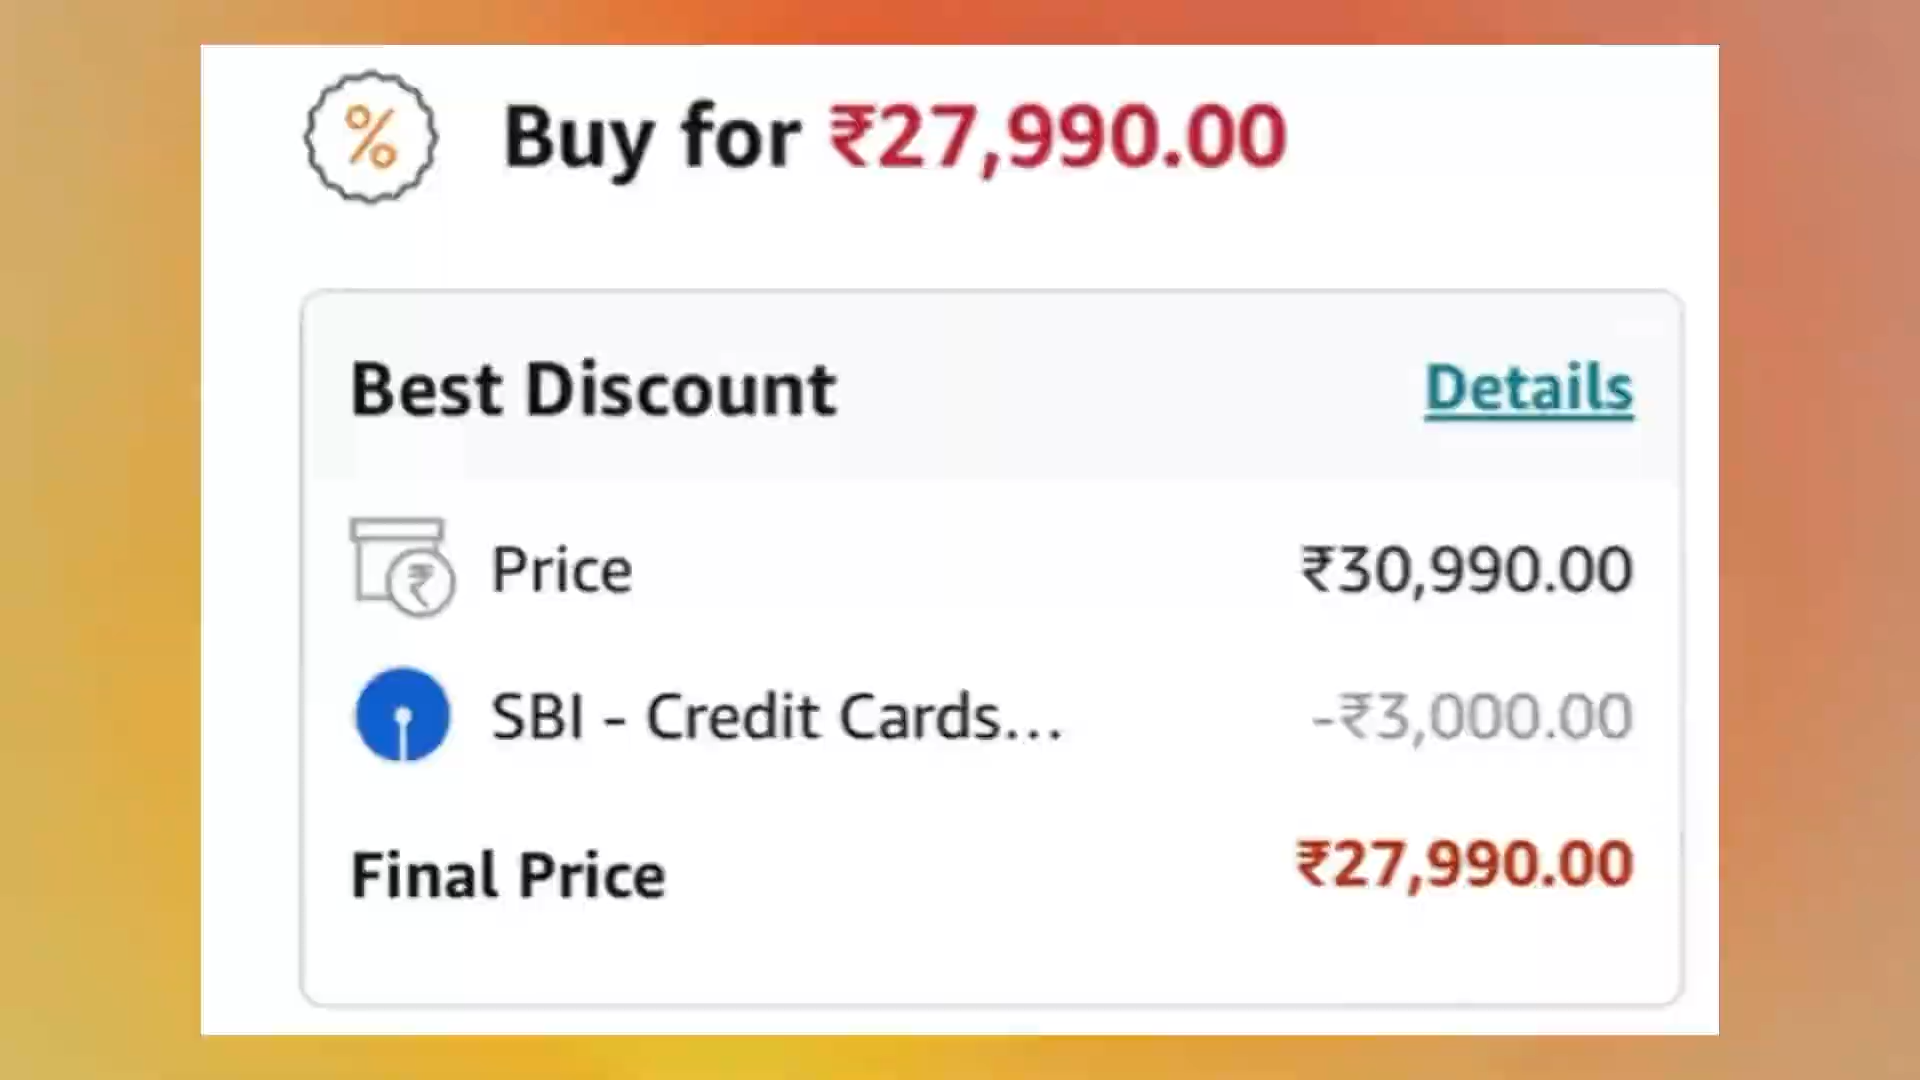 Buy for ₹27,990.00
Best Discount Details
Price ₹30,990.00
SBI - Credit Cards... -₹3,000.00
Final Price ₹27,990.00